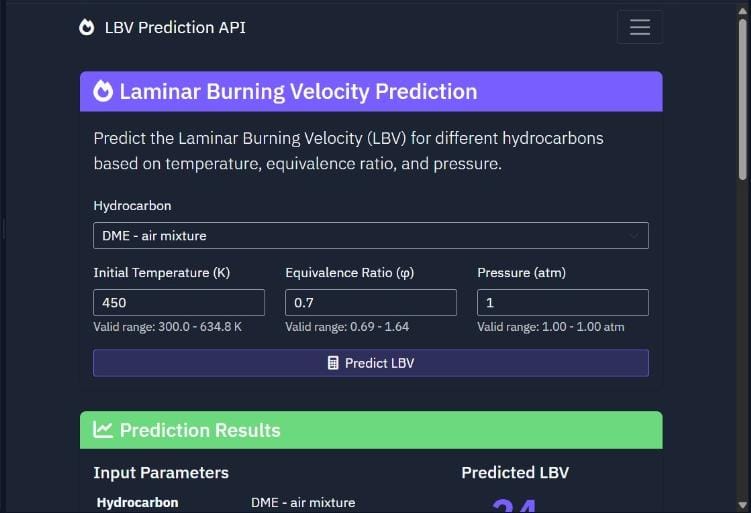 LBV Prediction API
Laminar Burning Velocity Prediction
Predict the Laminar Burning Velocity (LBV) for different hydrocarbons
based on temperature, equivalence ratio, and pressure.
Hydrocarbon
DME - air mixture
Initial Temperature (K) Equivalence Ratio (φ) Pressure (atm)
450 0.7 1
Valid range: 300.0 - 634.8 K Valid range: 0.69 - 1.64 Valid range: 1.00 - 1.00 atm
Predict LBV
Prediction Results
Input Parameters Predicted LBV
Hydrocarbon DME - air mixture